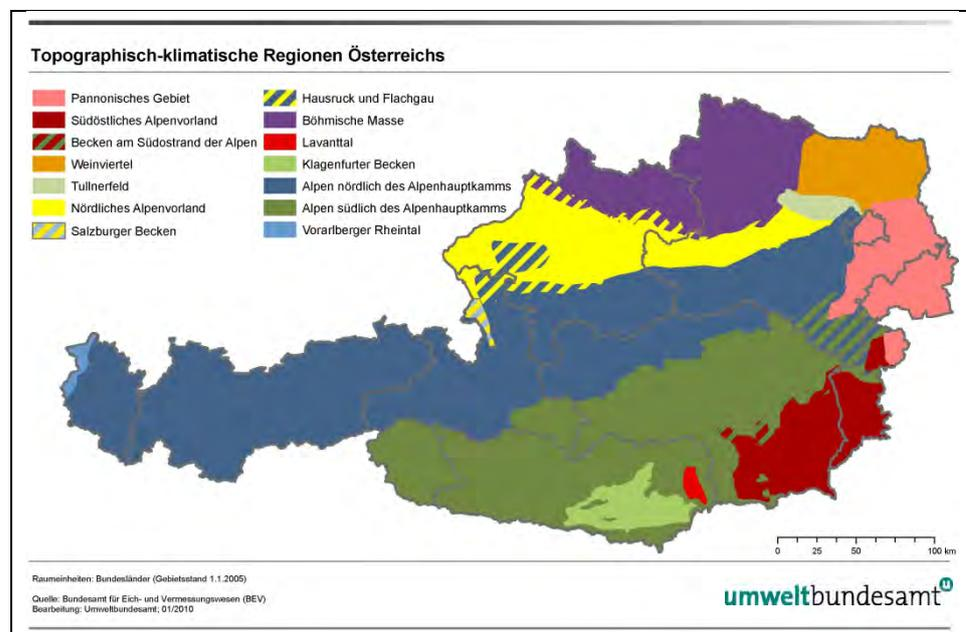 Topographisch-klimatische Regionen Österreichs
Pannonisches Gebiet
Südöstliches Alpenvorland
Becken am Südostrand der Alpen
Weinviertel
Tullnerfeld
Nördliches Alpenvorland
Salzburger Becken
Hausruck und Flachgau
Böhmische Masse
Lavanttal
Klagenfurter Becken
Alpen nördlich des Alpenhauptkamms
Alpen südlich des Alpenhauptkamms
Vorarlberger Rheintal
0 25 50 100 km
Raumeinheiten: Bundesländer (Gebietsstand 1.1.2005)
Quelle: Bundesamt für Eich- und Vermessungswesen (BEV)
Bearbeitung: Umweltbundesamt; 01/2010
umweltbundesamt u